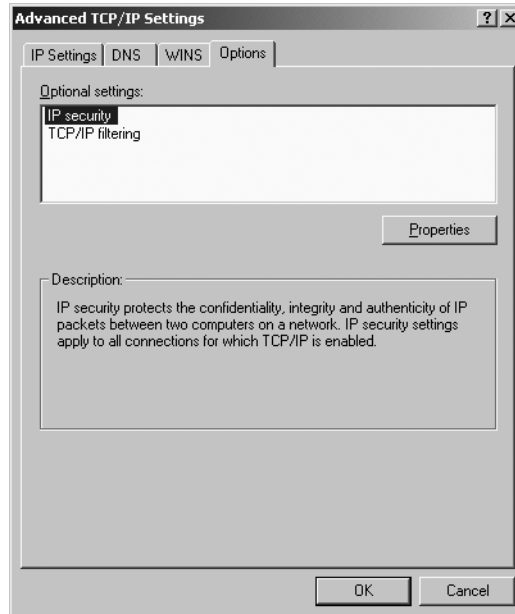 Advanced TCP/IP Settings
IP Settings DNS WINS Options
Optional settings:
IP security
TCP/IP filtering
Properties
Description:
IP security protects the confidentiality, integrity and authenticity of IP
packets between two computers on a network. IP security settings
apply to all connections for which TCP/IP is enabled.
OK Cancel